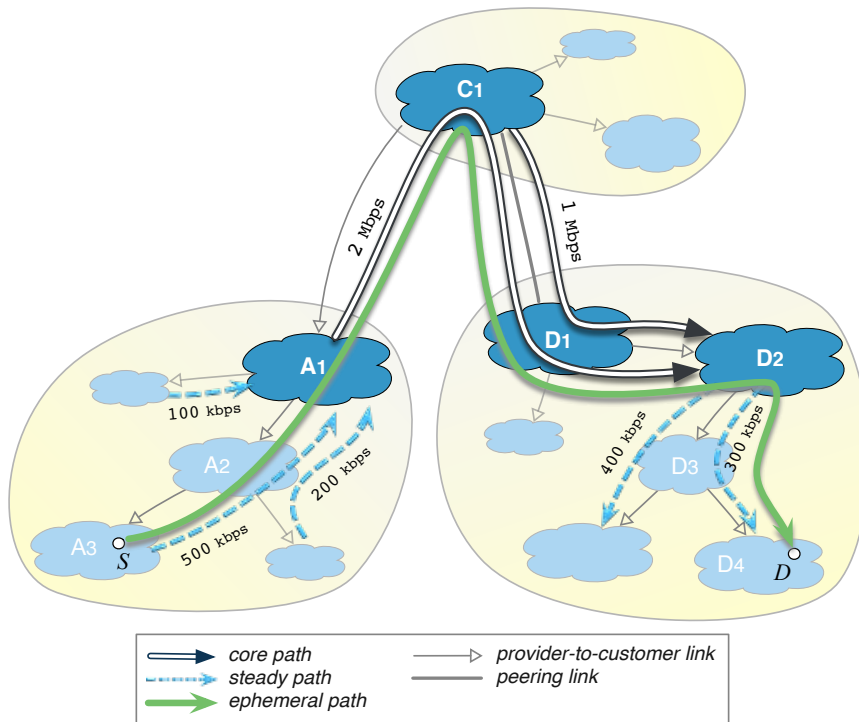 C1
2 Mbps
1 Mbps
A1
D1
D2
100 kbps
A2
200 kbps
400 kbps
300 kbps
D3
A3
S
500 kbps
D4
D
core path
provider-to-customer link
steady path
peering link
ephemeral path